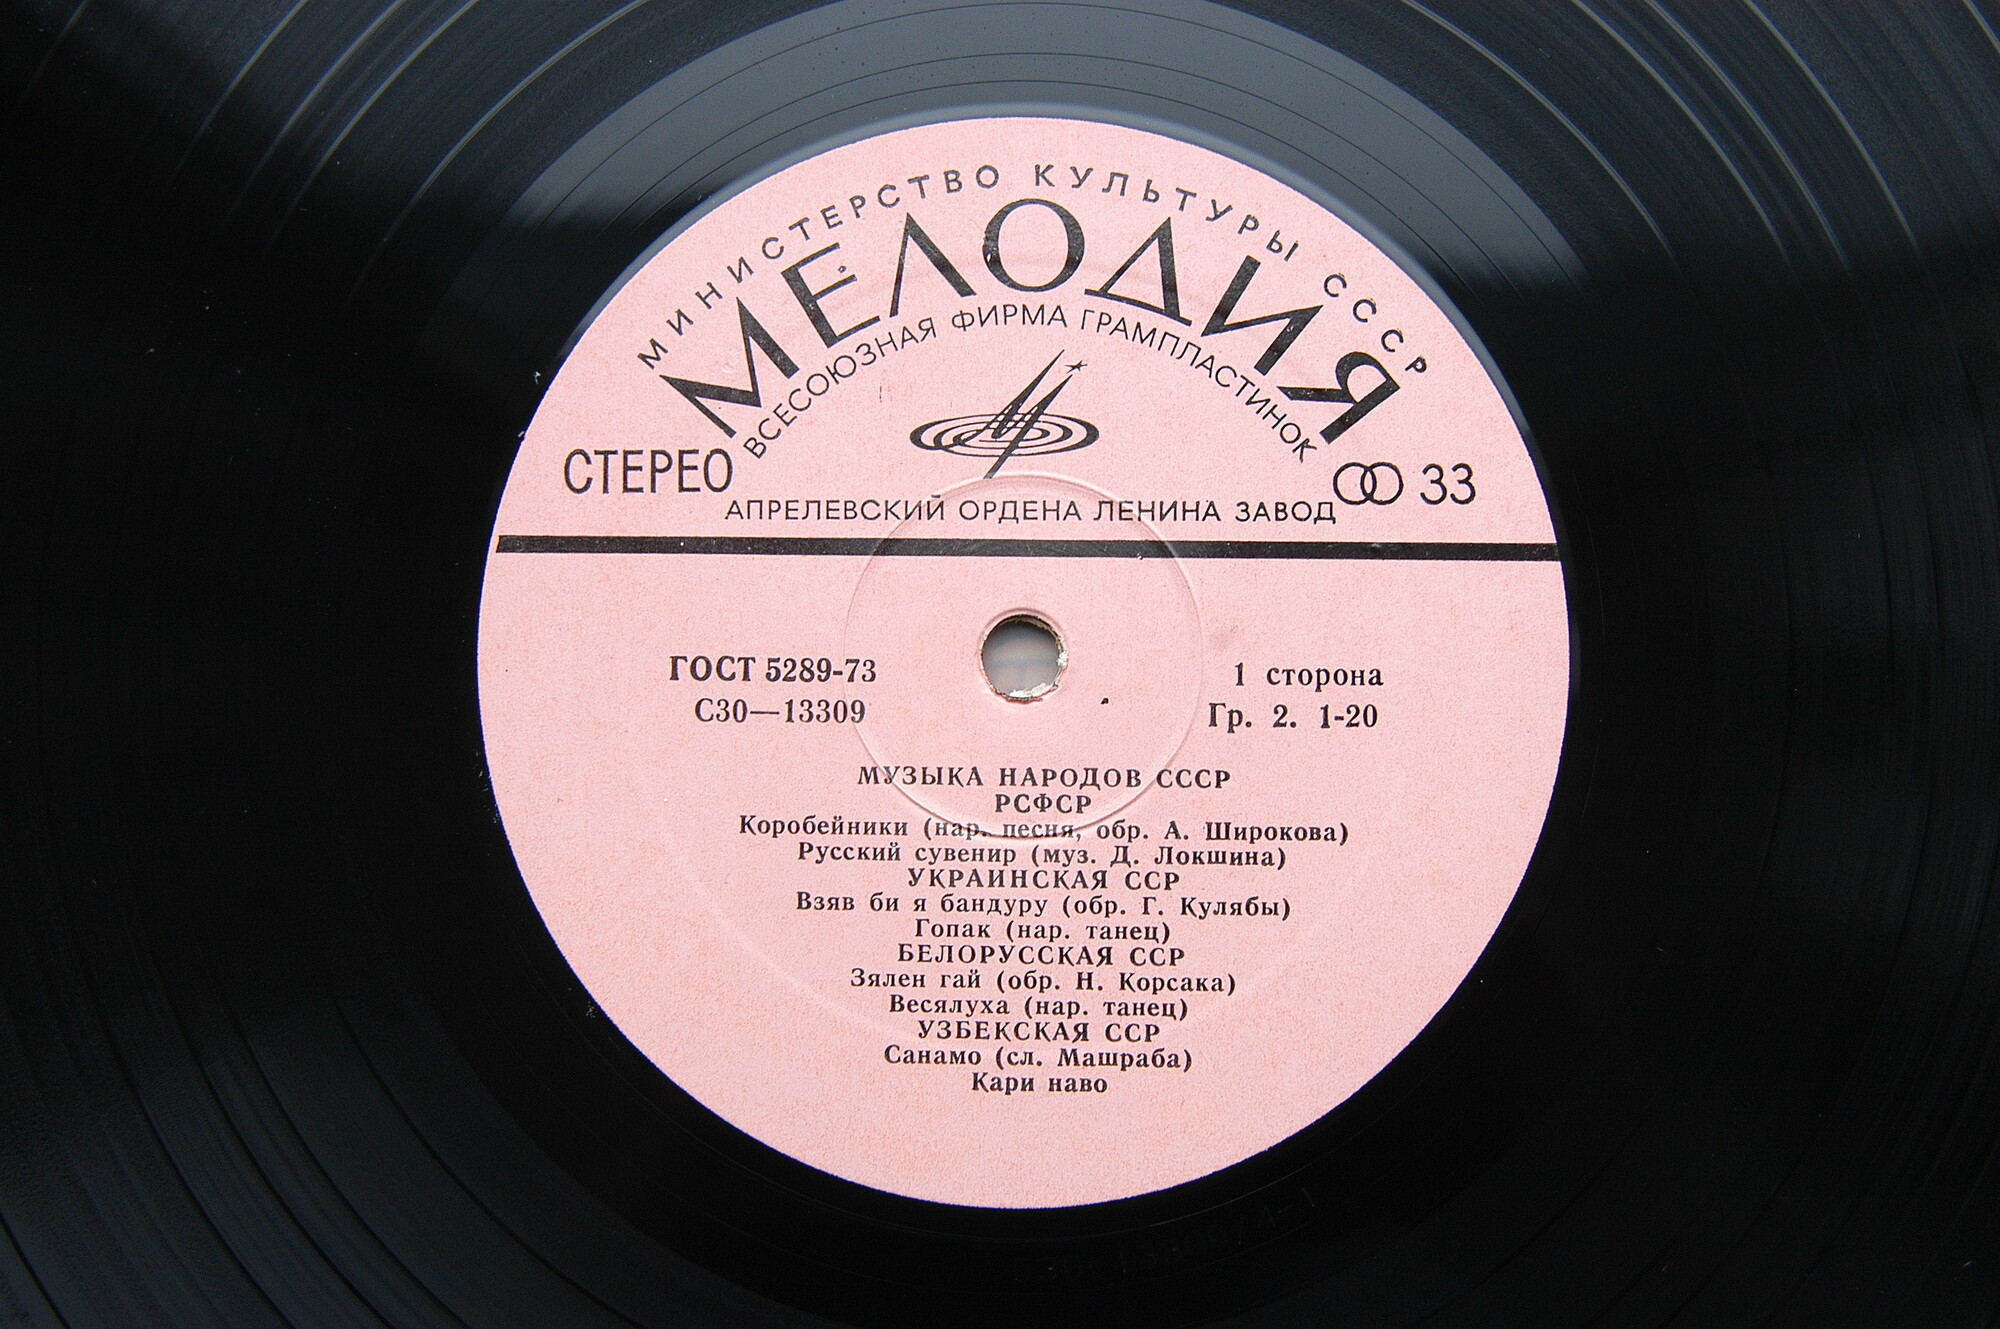 МИНИСТЕРСТВО КУЛЬТУРЫ СССР
МЕЛОДИЯ
ВСЕСОЮЗНАЯ ФИРМА ГРАМПЛАСТИНОК
СТЕРЕО
33
АПРЕЛЕВСКИЙ ОРДЕНА ЛЕНИНА ЗАВОД
ГОСТ 5289-73
С30—13309
1 сторона
Гр. 2. 1-20
МУЗЫКА НАРОДОВ СССР
РСФСР
Коробейники (нар. песня, обр. А. Широкова)
Русский сувенир (муз. Д. Локшина)
УКРАИНСКАЯ ССР
Взяв би я бандуру (обр. Г. Кулябы)
Гопак (нар. танец)
БЕЛОРУССКАЯ ССР
Зялен гай (обр. Н. Корсака)
Весялуха (нар. танец)
УЗБЕКСКАЯ ССР
Санамо (сл. Машраба)
Кари наво